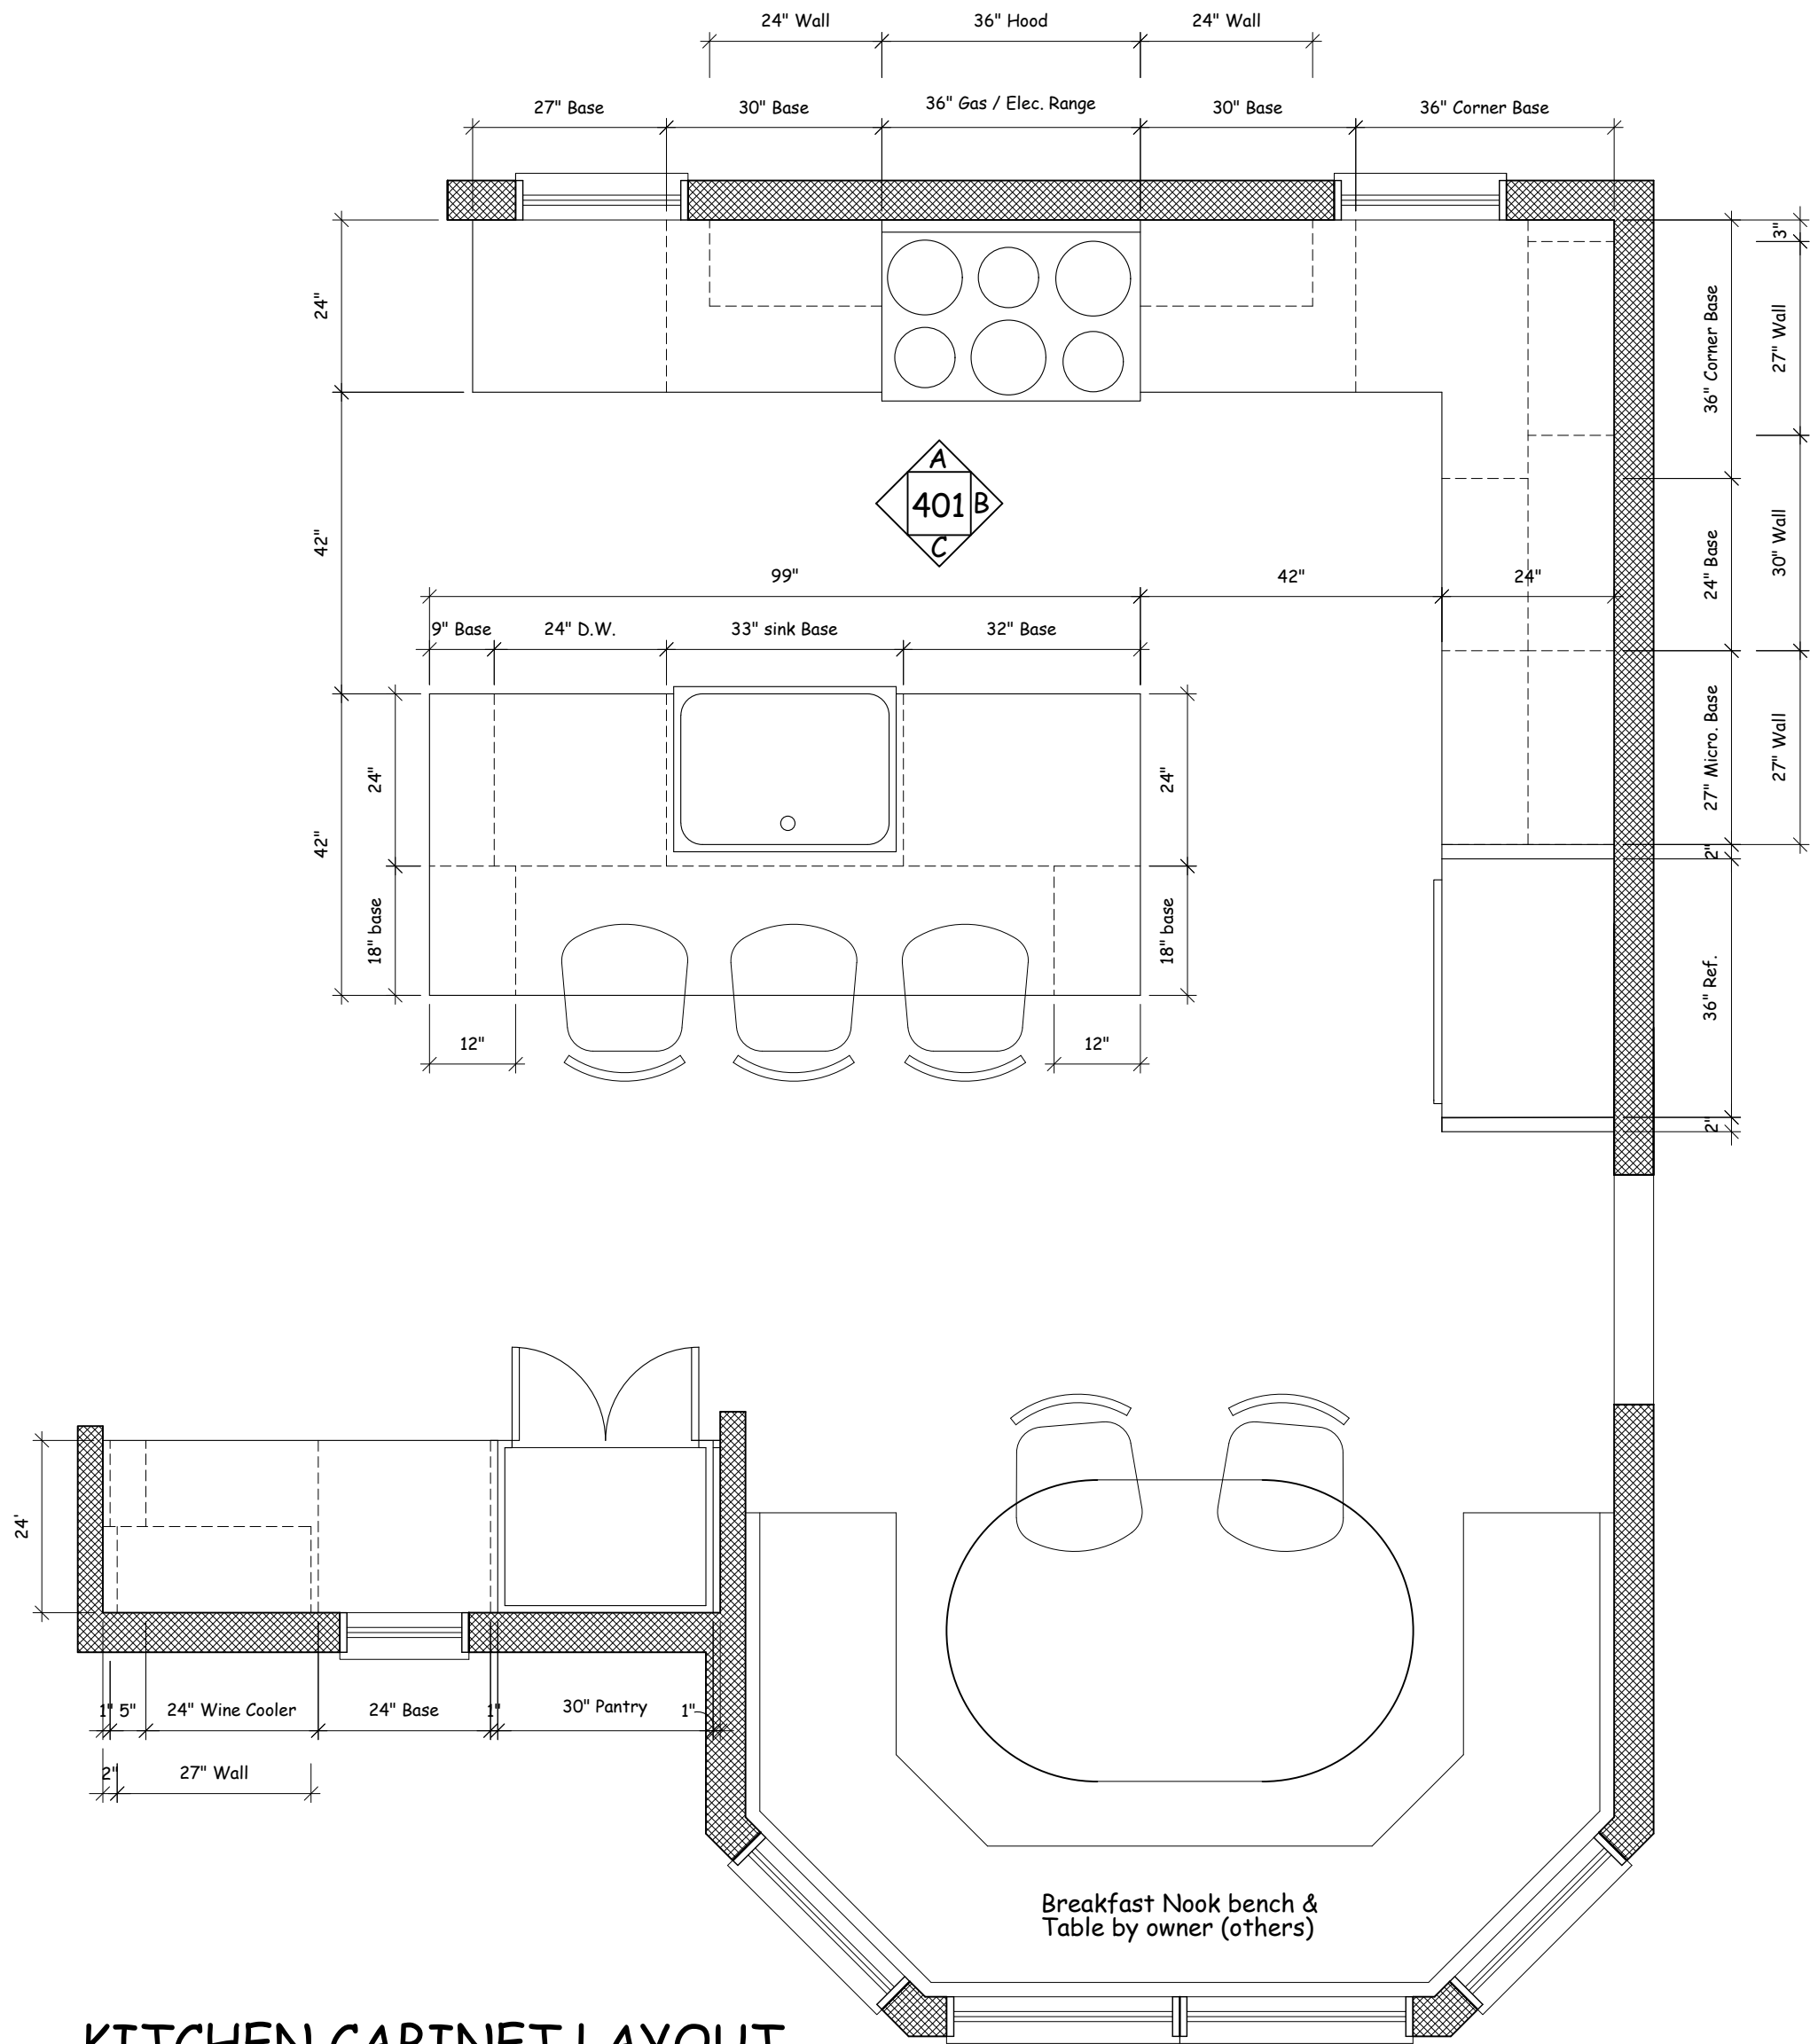 24" Wall 36" Hood 24" Wall
27" Base 30" Base 36" Gas / Elec. Range 30" Base 36" Corner Base
3"
24"
36" Corner Base
27" Wall
A
401 B
C
42"
24" Base
30" Wall
99" 42" 24"
9" Base 24" D.W. 33" sink Base 32" Base
24"
24"
27" Micro. Base
27" Wall
42"
2"
18" base
18" base
36" Ref.
12" 12"
2"
24'
1" 5" 24" Wine Cooler 24" Base 1" 30" Pantry 1"
2" 27" Wall
Breakfast Nook bench &
Table by owner (others)
KITCHEN CABINET LAYOUT